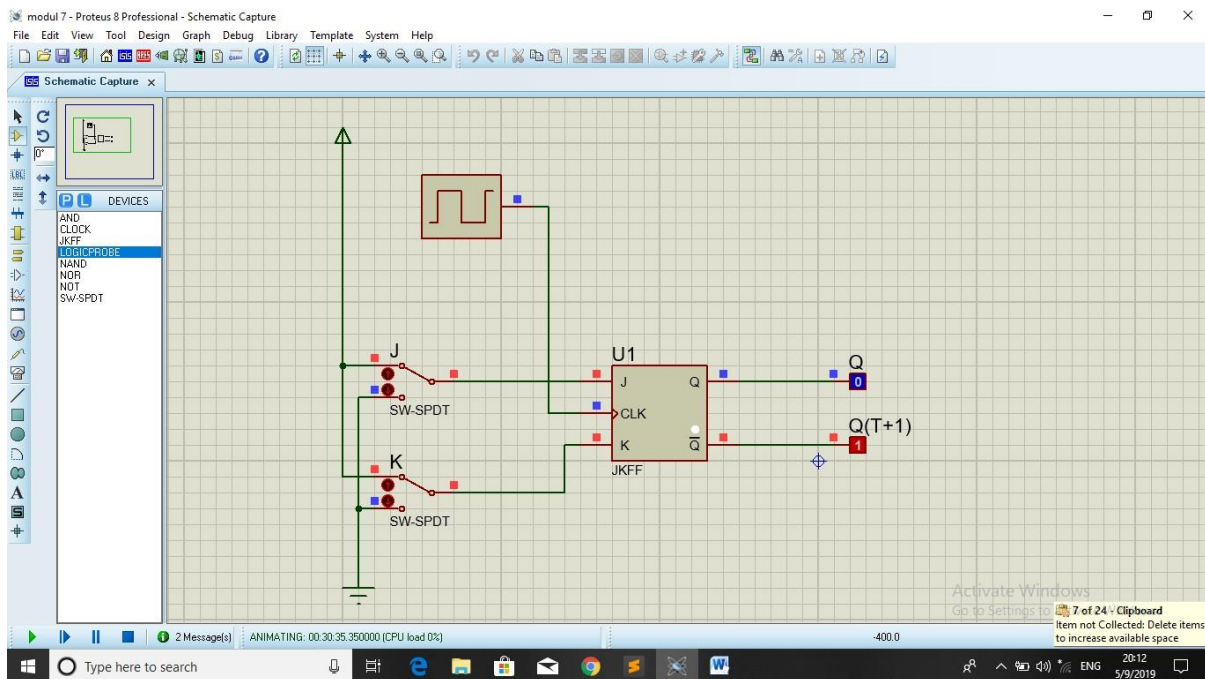 modul 7 - Proteus 8 Professional - Schematic Capture
File Edit View Tool Design Graph Debug Library Template System Help
Schematic Capture x
0°
LBL
P L DEVICES
AND
CLOCK
JKFF
LOGICPROBE
NAND
NOR
NOT
SW-SPDT
J
SW-SPDT
K
SW-SPDT
U1
J Q
CLK
K Q
JKFF
Q
0
Q(T+1)
1
Activate Windows
Go to Settings to
7 of 24 - Clipboard
Item not Collected: Delete items
to increase available space
2 Message(s) ANIMATING: 00:30:35.350000 (CPU load 0%) -400.0
Type here to search
ENG
20:12
5/9/2019